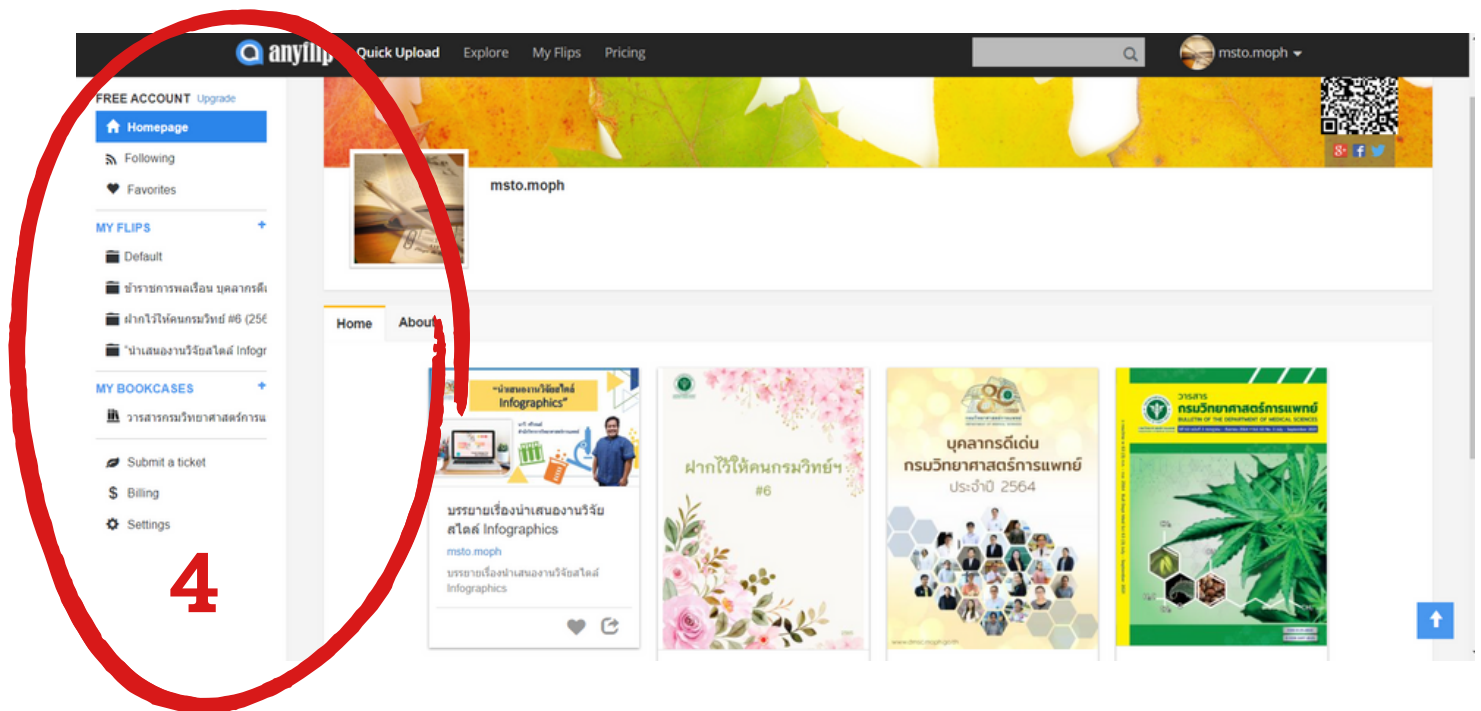 anyflip Quick Upload Explore My Flips Pricing msto.moph
FREE ACCOUNT Upgrade
Homepage
Following
Favorites
MY FLIPS +
Default
ข้าราชการพลเรือน บุคลากรดีเ
ฝากไว้ให้คนกรมวิทย์ #6 (256
"นำเสนองานวิจัยสไตล์ Infogr
MY BOOKCASES +
วารสารกรมวิทยาศาสตร์การแ
Submit a ticket
Billing
Settings
4
msto.moph
Home About
"นำเสนองานวิจัยสไตล์
Infographics"
บรรยายเรื่องนำเสนองานวิจัย
สไตล์ Infographics
msto.moph
บรรยายเรื่องนำเสนองานวิจัยสไตล์
Infographics
ฝากไว้ให้คนกรมวิทย์ฯ
#6
80
บุคลากรดีเด่น
กรมวิทยาศาสตร์การแพทย์
ประจำปี 2564
www.dmsc.moph.go.th
วารสาร
กรมวิทยาศาสตร์การแพทย์
BULLETIN OF THE DEPARTMENT OF MEDICAL SCIENCES